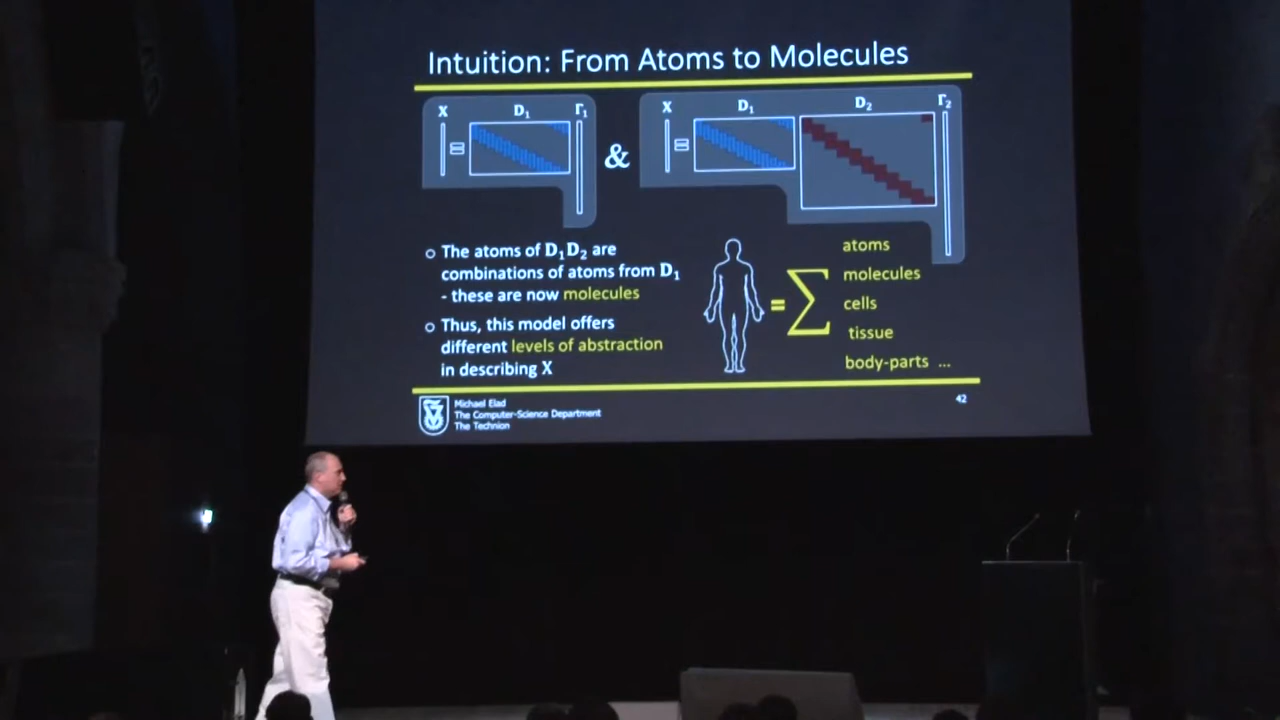 Intuition: From Atoms to Molecules
X D₁ Γ₁
=
&
X D₁ D₂ Γ₂
=
○ The atoms of D₁D₂ are
combinations of atoms from D₁
- these are now molecules
○ Thus, this model offers
different levels of abstraction
in describing X
= ∑
atoms
molecules
cells
tissue
body-parts ...
Michael Elad
The Computer-Science Department
The Technion
42